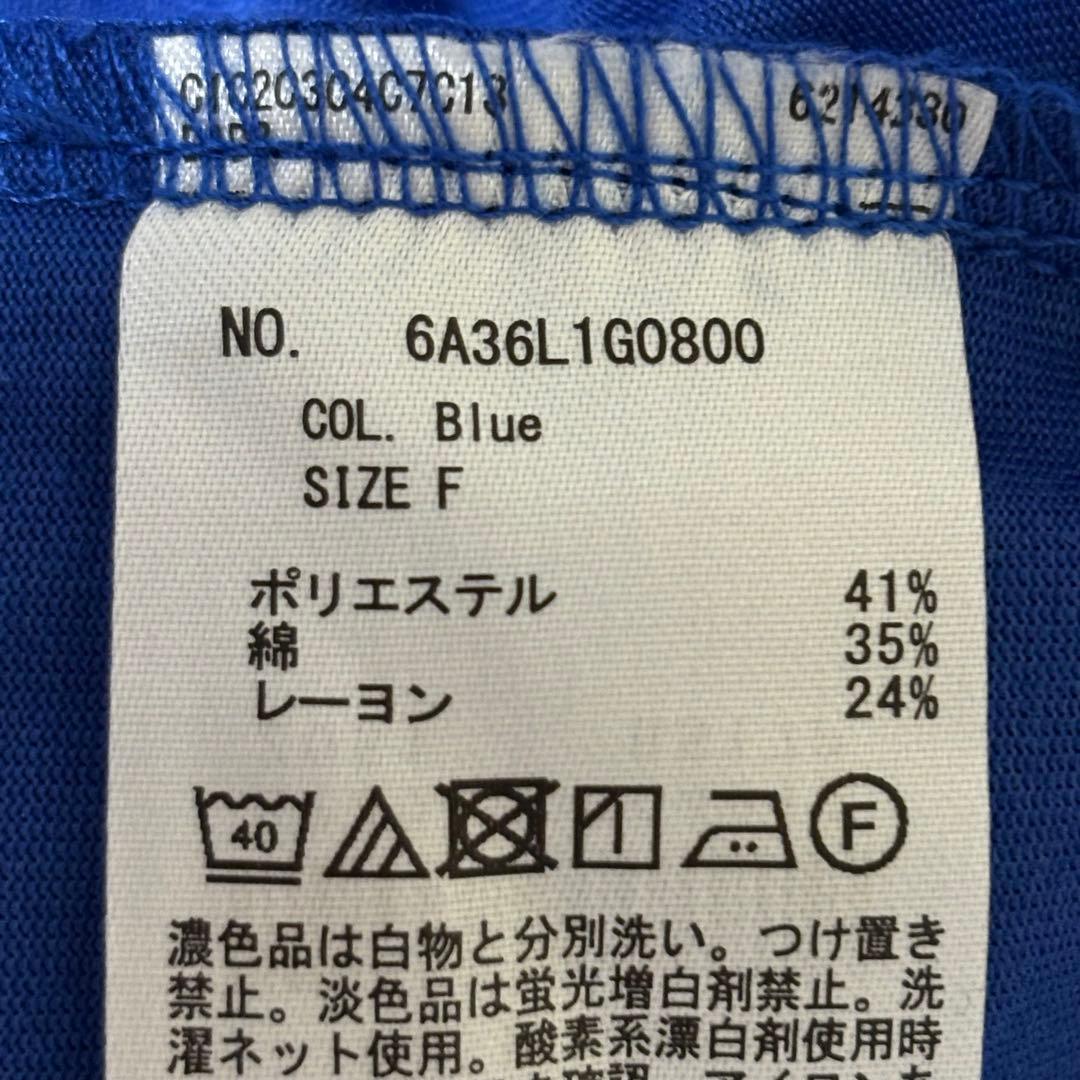 C1C2C3C4C7C13
6214230
NO. 6A36L1G0800
COL. Blue
SIZE F
ポリエステル 41%
綿 35%
レーヨン 24%
40
F
濃色品は白物と分別洗い。つけ置き
禁止。淡色品は蛍光増白剤禁止。洗
濯ネット使用。酸素系漂白剤使用時